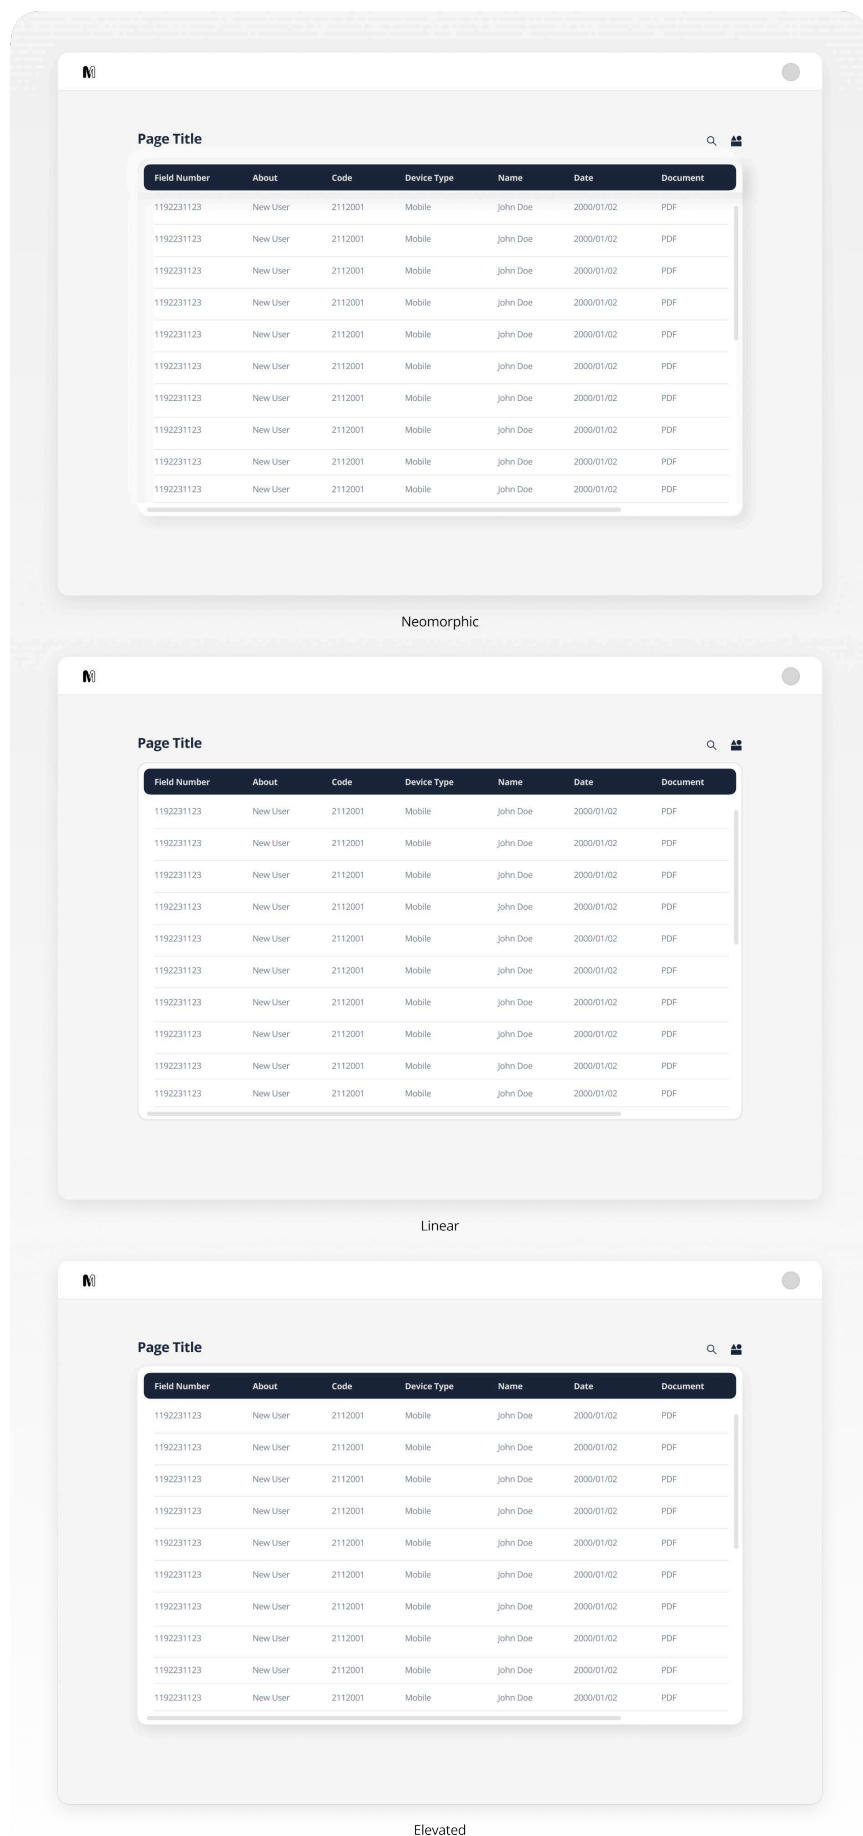 M
Page Title
Field Number About Code Device Type Name Date Document
1192231123 New User 2112001 Mobile John Doe 2000/01/02 PDF
1192231123 New User 2112001 Mobile John Doe 2000/01/02 PDF
1192231123 New User 2112001 Mobile John Doe 2000/01/02 PDF
1192231123 New User 2112001 Mobile John Doe 2000/01/02 PDF
1192231123 New User 2112001 Mobile John Doe 2000/01/02 PDF
1192231123 New User 2112001 Mobile John Doe 2000/01/02 PDF
1192231123 New User 2112001 Mobile John Doe 2000/01/02 PDF
1192231123 New User 2112001 Mobile John Doe 2000/01/02 PDF
1192231123 New User 2112001 Mobile John Doe 2000/01/02 PDF
1192231123 New User 2112001 Mobile John Doe 2000/01/02 PDF
Neomorphic
M
Page Title
Field Number About Code Device Type Name Date Document
1192231123 New User 2112001 Mobile John Doe 2000/01/02 PDF
1192231123 New User 2112001 Mobile John Doe 2000/01/02 PDF
1192231123 New User 2112001 Mobile John Doe 2000/01/02 PDF
1192231123 New User 2112001 Mobile John Doe 2000/01/02 PDF
1192231123 New User 2112001 Mobile John Doe 2000/01/02 PDF
1192231123 New User 2112001 Mobile John Doe 2000/01/02 PDF
1192231123 New User 2112001 Mobile John Doe 2000/01/02 PDF
1192231123 New User 2112001 Mobile John Doe 2000/01/02 PDF
1192231123 New User 2112001 Mobile John Doe 2000/01/02 PDF
1192231123 New User 2112001 Mobile John Doe 2000/01/02 PDF
Linear
M
Page Title
Field Number About Code Device Type Name Date Document
1192231123 New User 2112001 Mobile John Doe 2000/01/02 PDF
1192231123 New User 2112001 Mobile John Doe 2000/01/02 PDF
1192231123 New User 2112001 Mobile John Doe 2000/01/02 PDF
1192231123 New User 2112001 Mobile John Doe 2000/01/02 PDF
1192231123 New User 2112001 Mobile John Doe 2000/01/02 PDF
1192231123 New User 2112001 Mobile John Doe 2000/01/02 PDF
1192231123 New User 2112001 Mobile John Doe 2000/01/02 PDF
1192231123 New User 2112001 Mobile John Doe 2000/01/02 PDF
1192231123 New User 2112001 Mobile John Doe 2000/01/02 PDF
1192231123 New User 2112001 Mobile John Doe 2000/01/02 PDF
Elevated